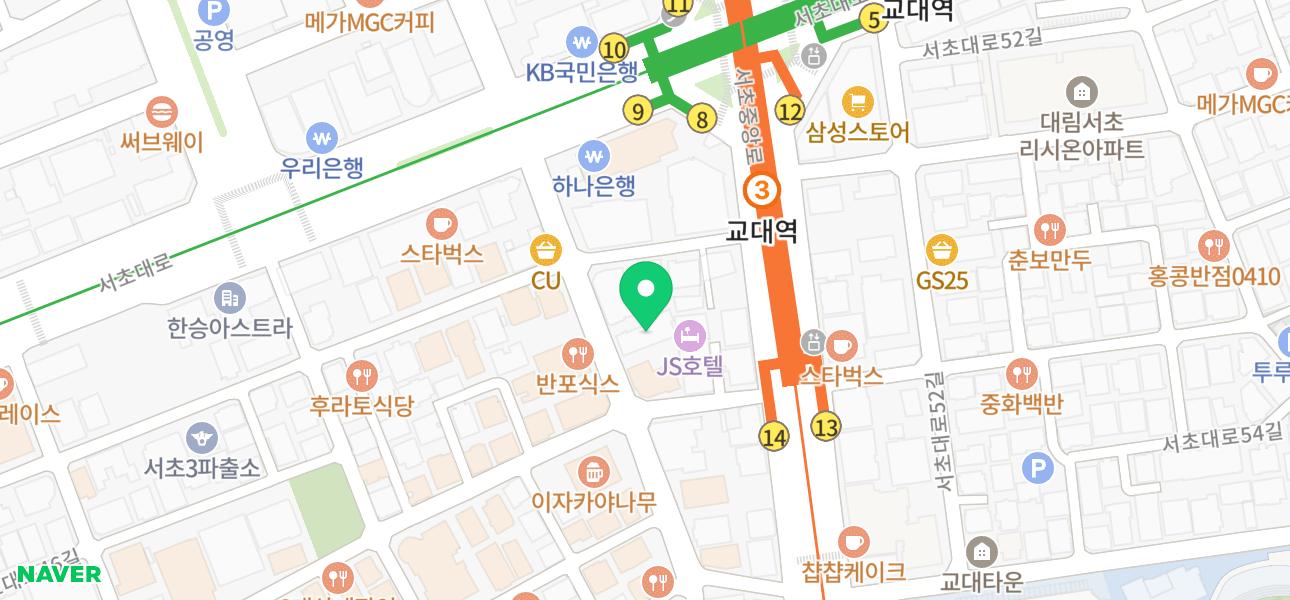 11
교대역
5
메가MGC커피
공영
10
KB국민은행
서초대로
서초대로52길
9
8
12
서초중앙로
삼성스토어
대림서초
리시온아파트
써브웨이
우리은행
하나은행
3
교대역
스타벅스
CU
GS25
춘보만두
홍콩반점0410
서초대로
한승아스트라
JS호텔
반포식스
스타벅스
후라토식당
중화백반
레이스
서초대로52길
14
13
서초대로54길
서초3파출소
이자카야나무
P
P
찹찹케이크
교대타운
NAVER